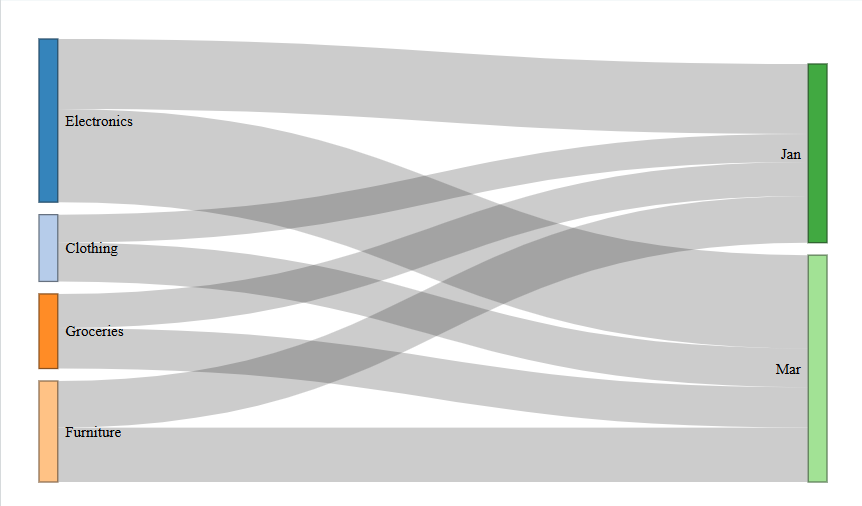 Electronics
Clothing
Groceries
Furniture
Jan
Mar